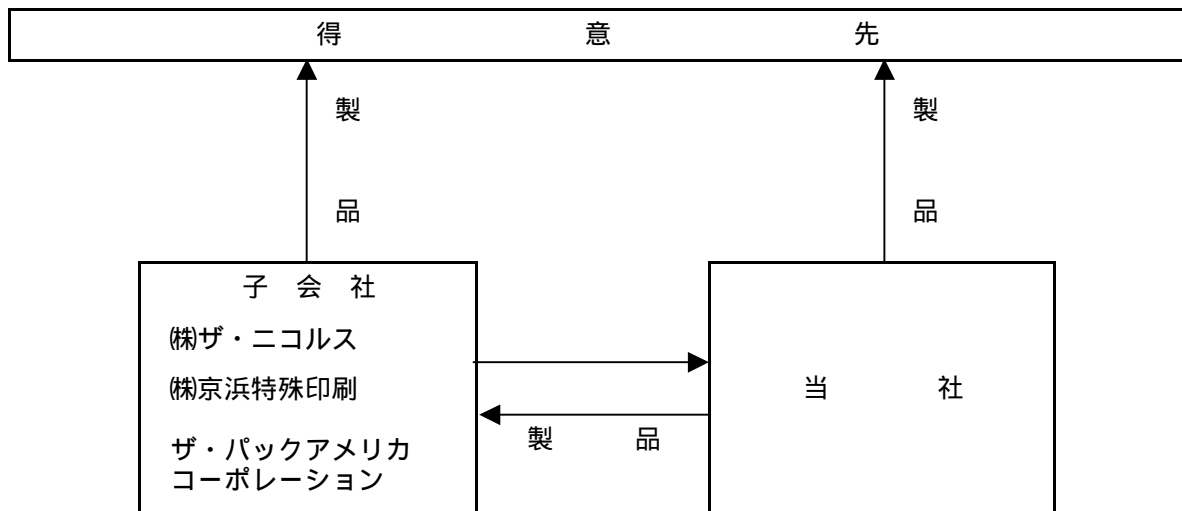 得 意 先
製 品
製 品
子 会 社
㈱ザ・ニコルス
㈱京浜特殊印刷
ザ・パックアメリカ
コーポレーション
当 社
製 品